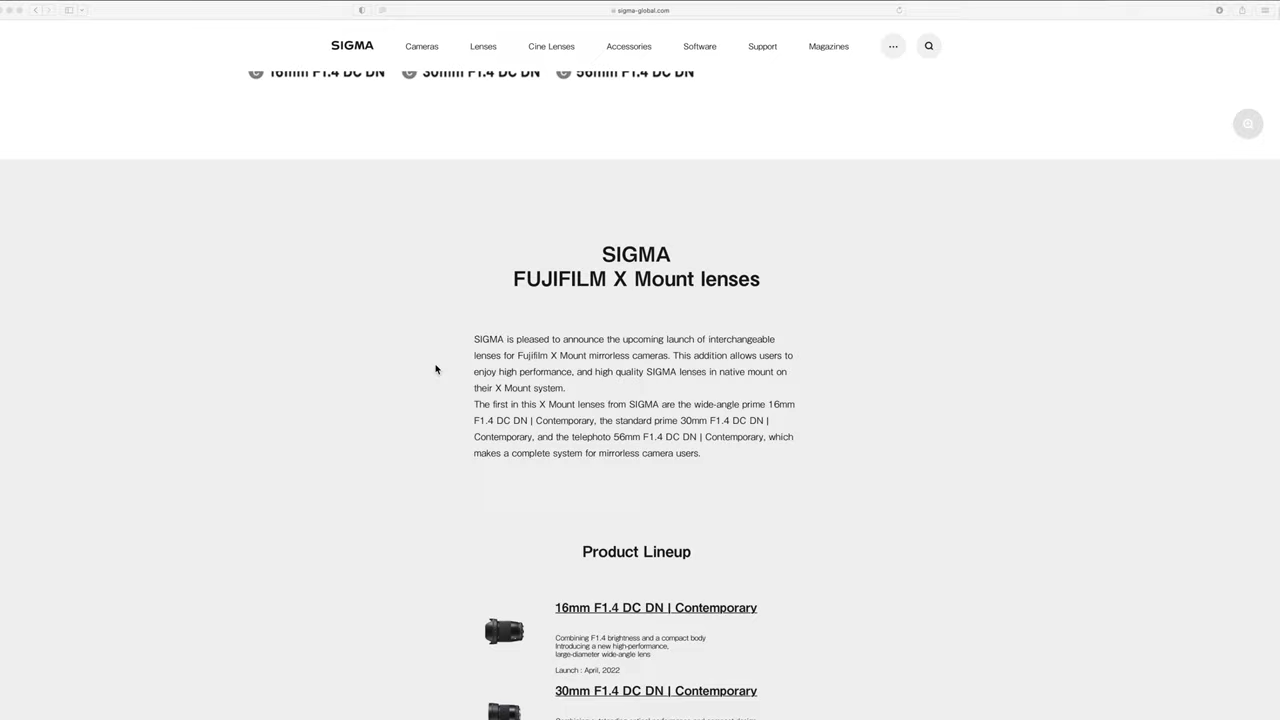 sigma-global.com
SIGMA Cameras Lenses Cine Lenses Accessories Software Support Magazines
C 16mm F1.4 DC DN C 30mm F1.4 DC DN C 56mm F1.4 DC DN
SIGMA
FUJIFILM X Mount lenses
SIGMA is pleased to announce the upcoming launch of interchangeable
lenses for Fujifilm X Mount mirrorless cameras. This addition allows users to
enjoy high performance, and high quality SIGMA lenses in native mount on
their X Mount system.
The first in this X Mount lenses from SIGMA are the wide-angle prime 16mm
F1.4 DC DN | Contemporary, the standard prime 30mm F1.4 DC DN |
Contemporary, and the telephoto 56mm F1.4 DC DN | Contemporary, which
makes a complete system for mirrorless camera users.
Product Lineup
16mm F1.4 DC DN | Contemporary
Combining F1.4 brightness and a compact body
Introducing a new high-performance,
large-diameter wide-angle lens
Launch : April, 2022
30mm F1.4 DC DN | Contemporary